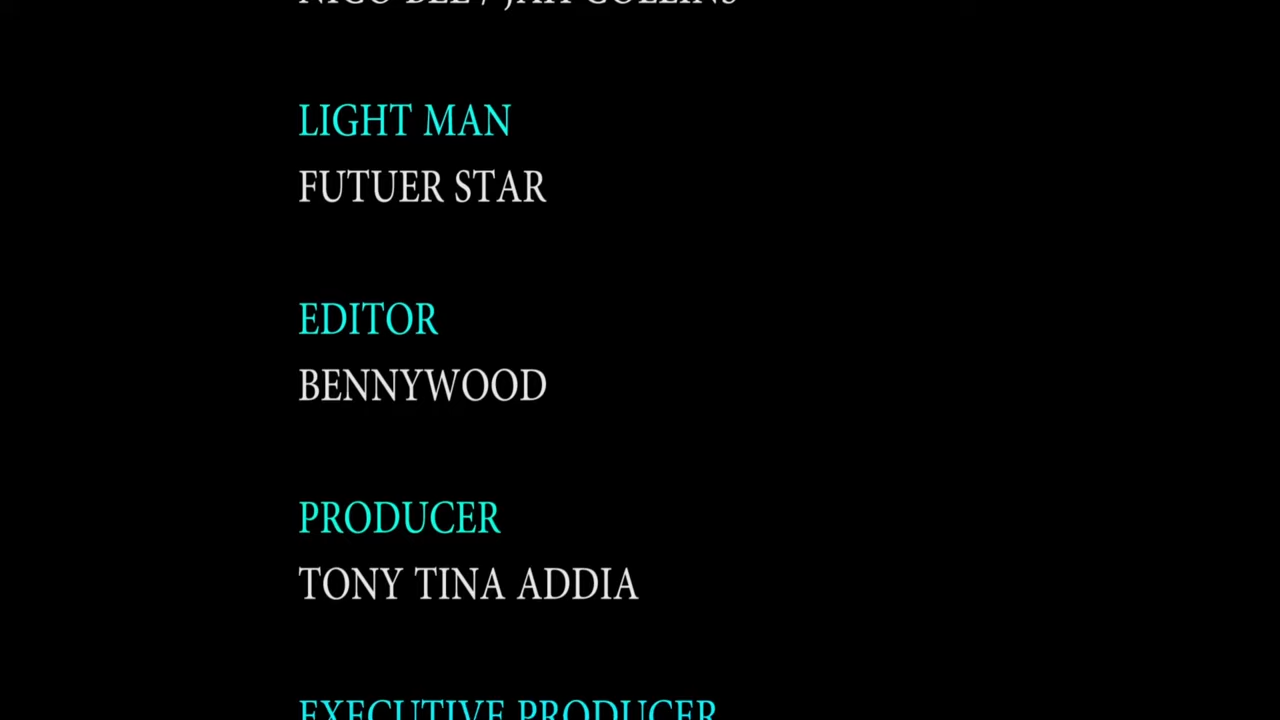 LIGHT MAN
FUTUER STAR
EDITOR
BENNYWOOD
PRODUCER
TONY TINA ADDIA
EXECUTIVE PRODUCER